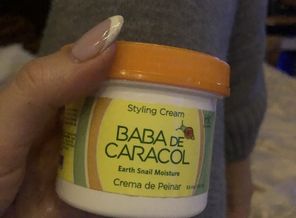 Styling Cream
BABA DE
CARACOL
Earth Snail Moisture
Crema de Peinar